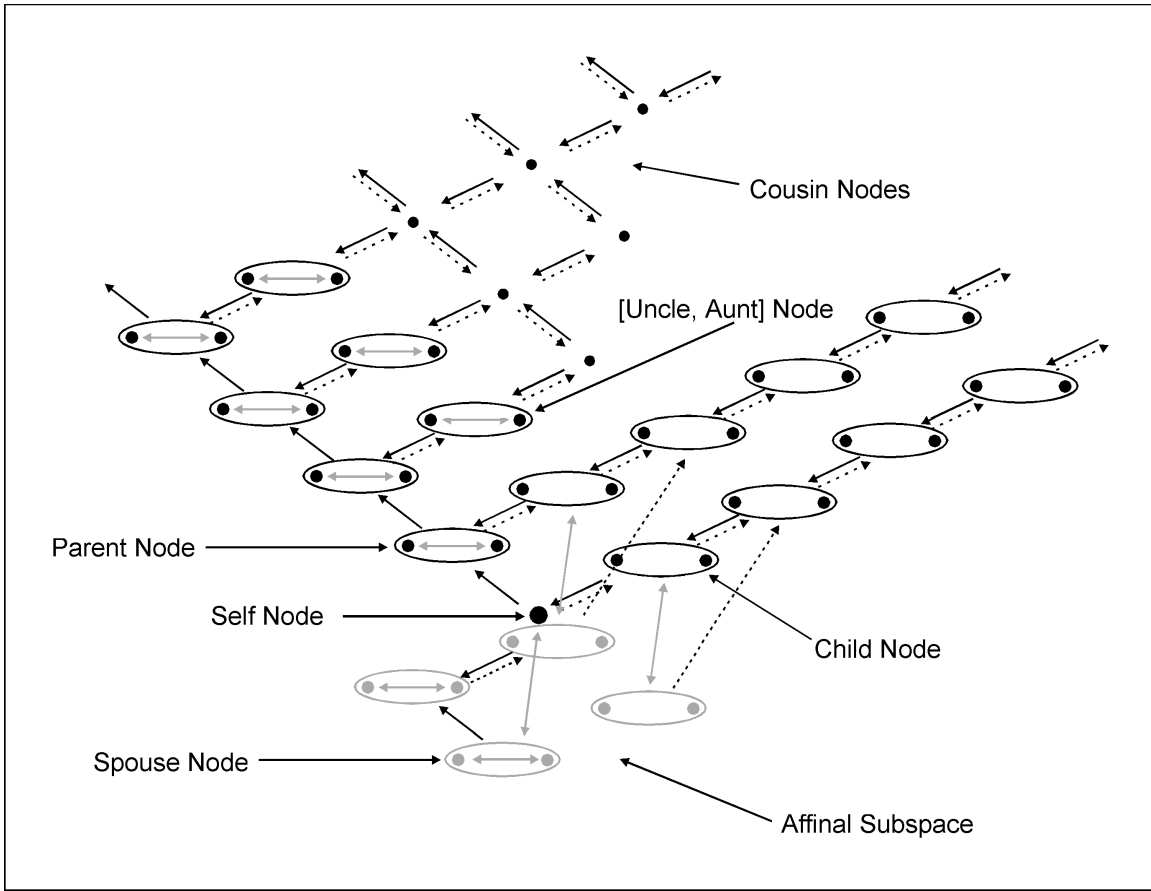 Cousin Nodes
[Uncle, Aunt] Node
Parent Node
Self Node
Child Node
Spouse Node
Affinal Subspace